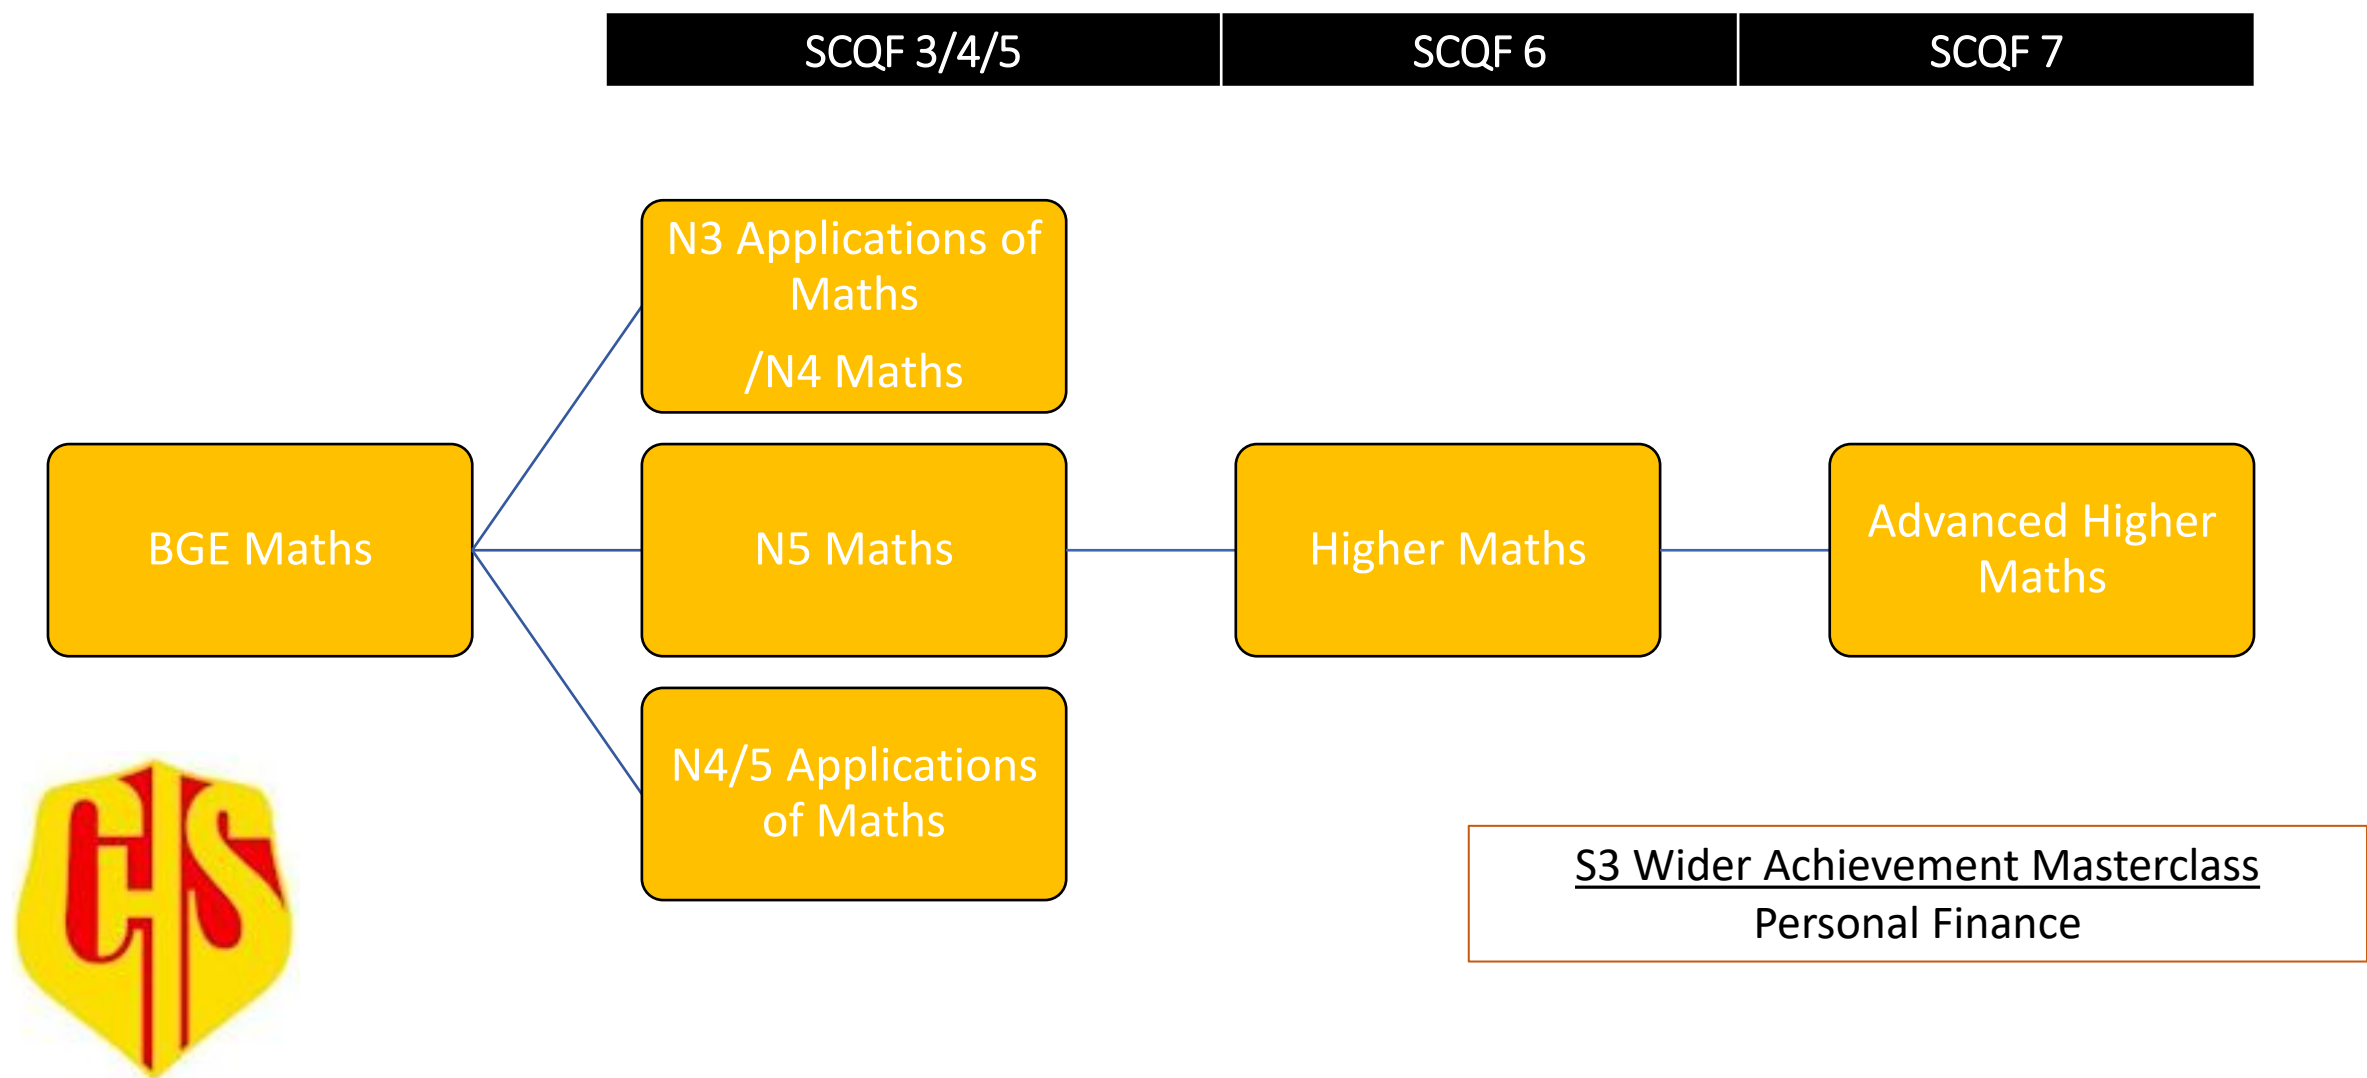 SCQF 3/4/5
SCQF 6
SCQF 7
N3 Applications of
Maths
/N4 Maths
BGE Maths
N5 Maths
Higher Maths
Advanced Higher
Maths
N4/5 Applications
of Maths
S3 Wider Achievement Masterclass
Personal Finance
CHS